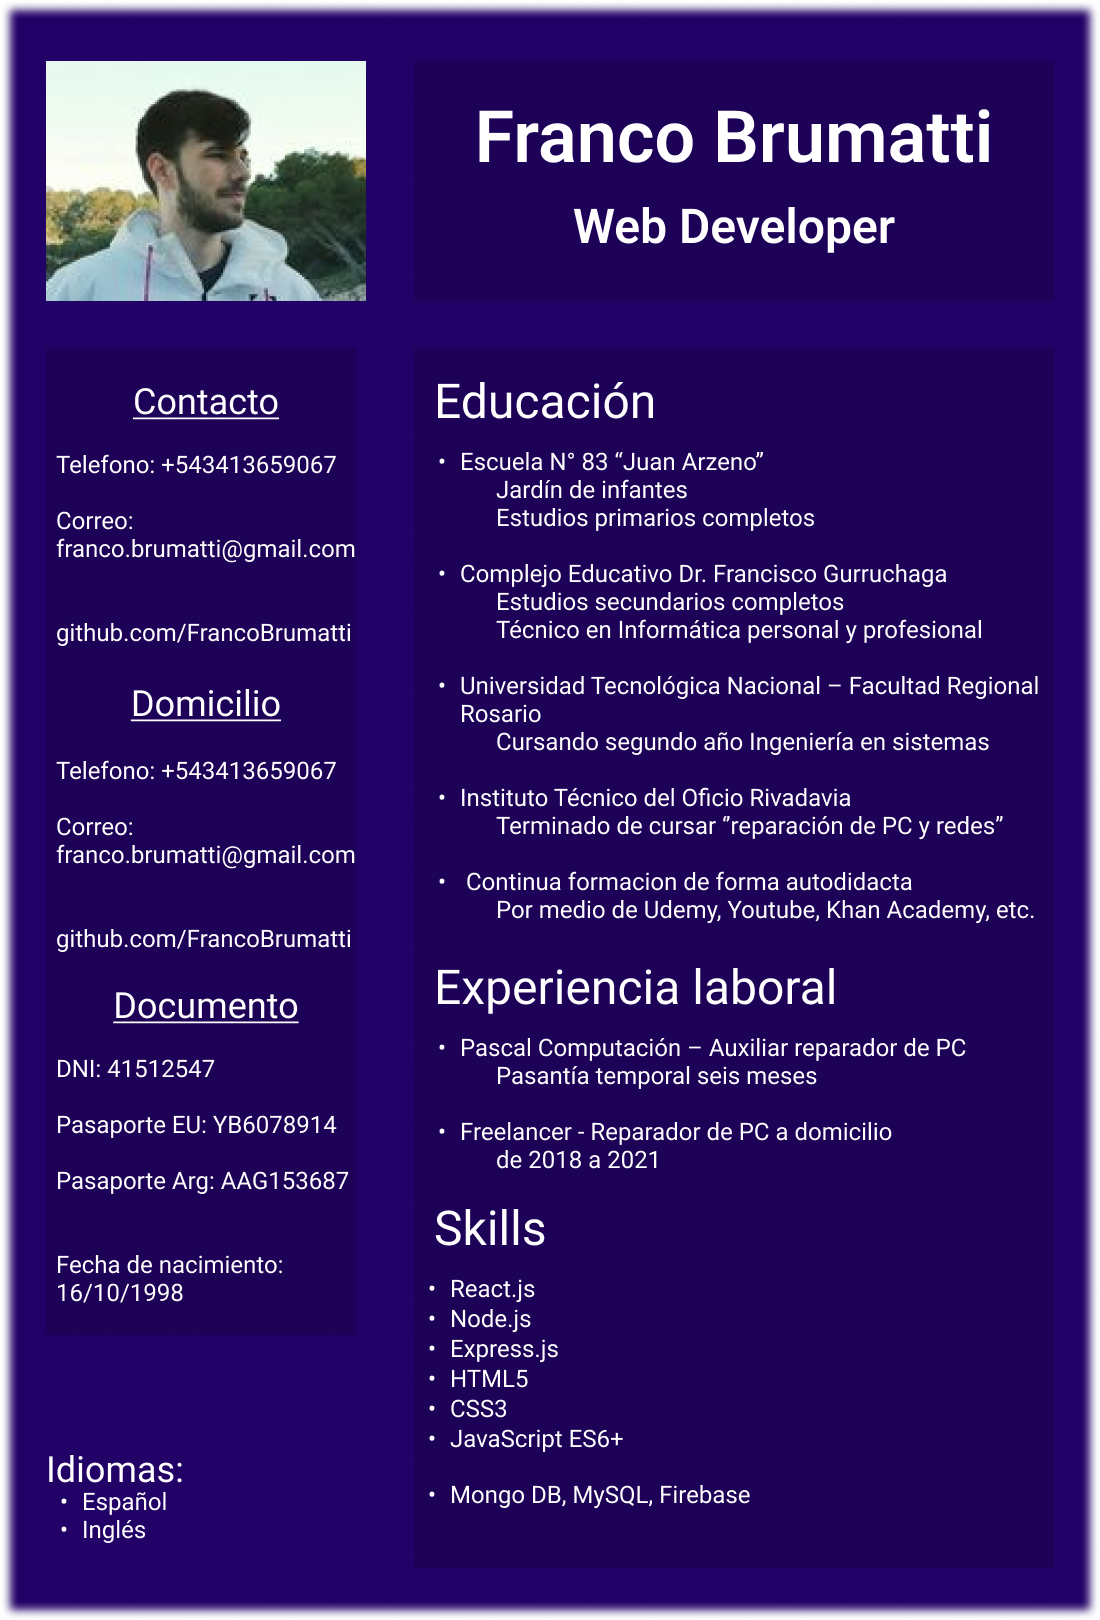 Franco Brumatti
Web Developer
Contacto
Telefono: +543413659067
Correo:
franco.brumatti@gmail.com
github.com/FrancoBrumatti
Domicilio
Telefono: +543413659067
Correo:
franco.brumatti@gmail.com
github.com/FrancoBrumatti
Documento
DNI: 41512547
Pasaporte EU: YB6078914
Pasaporte Arg: AAG153687
Fecha de nacimiento:
16/10/1998
Idiomas:
• Español
• Inglés
Educación
• Escuela N° 83 “Juan Arzeno”
Jardín de infantes
Estudios primarios completos
• Complejo Educativo Dr. Francisco Gurruchaga
Estudios secundarios completos
Técnico en Informática personal y profesional
• Universidad Tecnológica Nacional – Facultad Regional
Rosario
Cursando segundo año Ingeniería en sistemas
• Instituto Técnico del Oficio Rivadavia
Terminado de cursar “reparación de PC y redes”
• Continua formacion de forma autodidacta
Por medio de Udemy, Youtube, Khan Academy, etc.
Experiencia laboral
• Pascal Computación – Auxiliar reparador de PC
Pasantía temporal seis meses
• Freelancer - Reparador de PC a domicilio
de 2018 a 2021
Skills
• React.js
• Node.js
• Express.js
• HTML5
• CSS3
• JavaScript ES6+
• Mongo DB, MySQL, Firebase